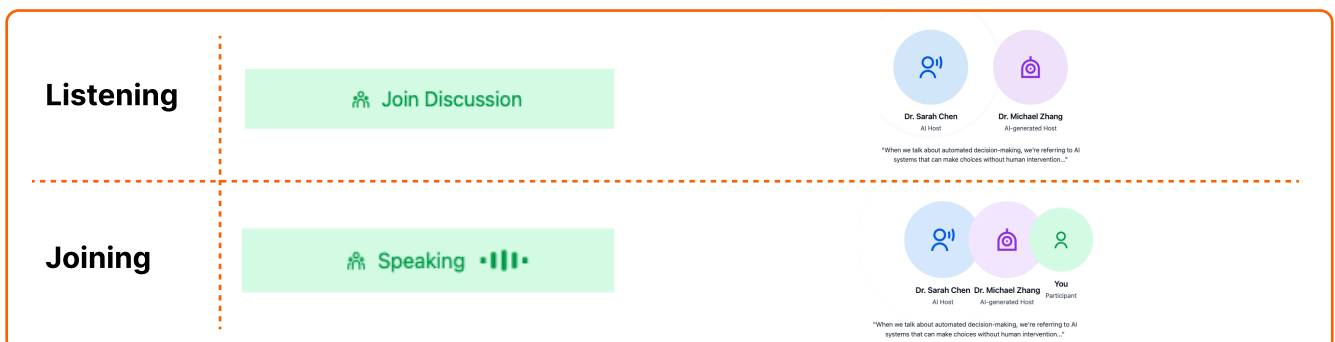 Listening
Join Discussion
Dr. Sarah Chen
AI Host
Dr. Michael Zhang
AI-generated Host
"When we talk about automated decision-making, we're referring to AI
systems that can make choices without human intervention..."
Joining
Speaking
Dr. Sarah Chen
AI Host
Dr. Michael Zhang
AI-generated Host
You
Participant
"When we talk about automated decision-making, we're referring to AI
systems that can make choices without human intervention..."